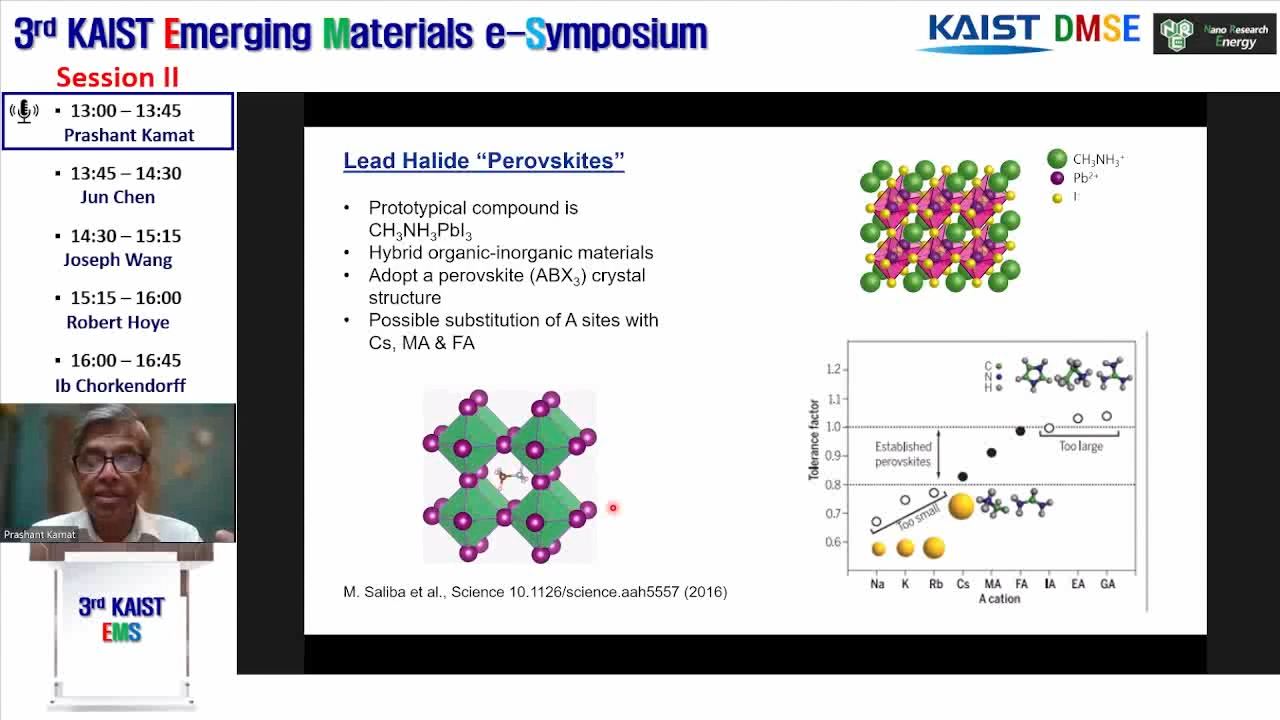 3rd KAIST Emerging Materials e-Symposium
KAIST DMSE
NRE
Nano Research
Energy
Session II
▪ 13:00 – 13:45
Prashant Kamat
▪ 13:45 – 14:30
Jun Chen
▪ 14:30 – 15:15
Joseph Wang
▪ 15:15 – 16:00
Robert Hoye
▪ 16:00 – 16:45
Ib Chorkendorff
Prashant Kamat
3rd KAIST
EMS
Lead Halide “Perovskites”
• Prototypical compound is
CH3NH3PbI3
• Hybrid organic-inorganic materials
• Adopt a perovskite (ABX3) crystal
structure
• Possible substitution of A sites with
Cs, MA & FA
M. Saliba et al., Science 10.1126/science.aah5557 (2016)
CH3NH3+
Pb2+
I-
Tolerance factor
1.2
1.1
1.0
0.9
0.8
0.7
0.6
C
N
H
Established
perovskites
Too large
Too small
Na K Rb Cs MA FA IA EA GA
A cation